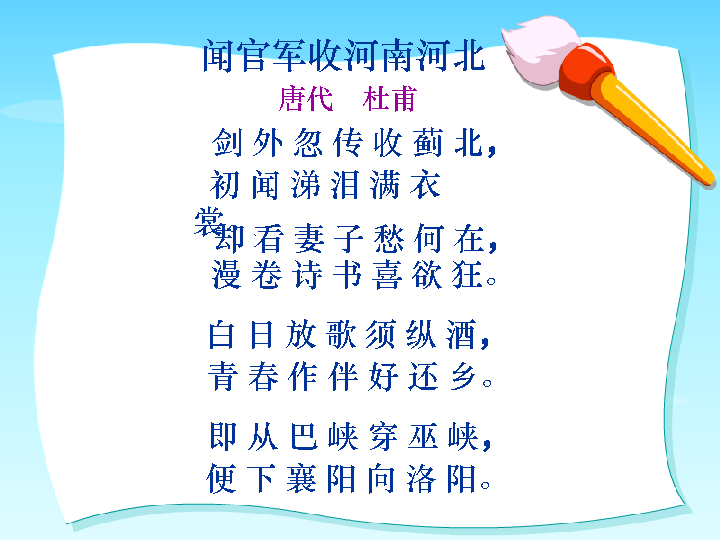 闻官军收河南河北
唐代 杜甫
剑外忽传收蓟北，
初闻涕泪满衣
裳。
却看妻子愁何在，
漫卷诗书喜欲狂。
白日放歌须纵酒，
青春作伴好还乡。
即从巴峡穿巫峡，
便下襄阳向洛阳。